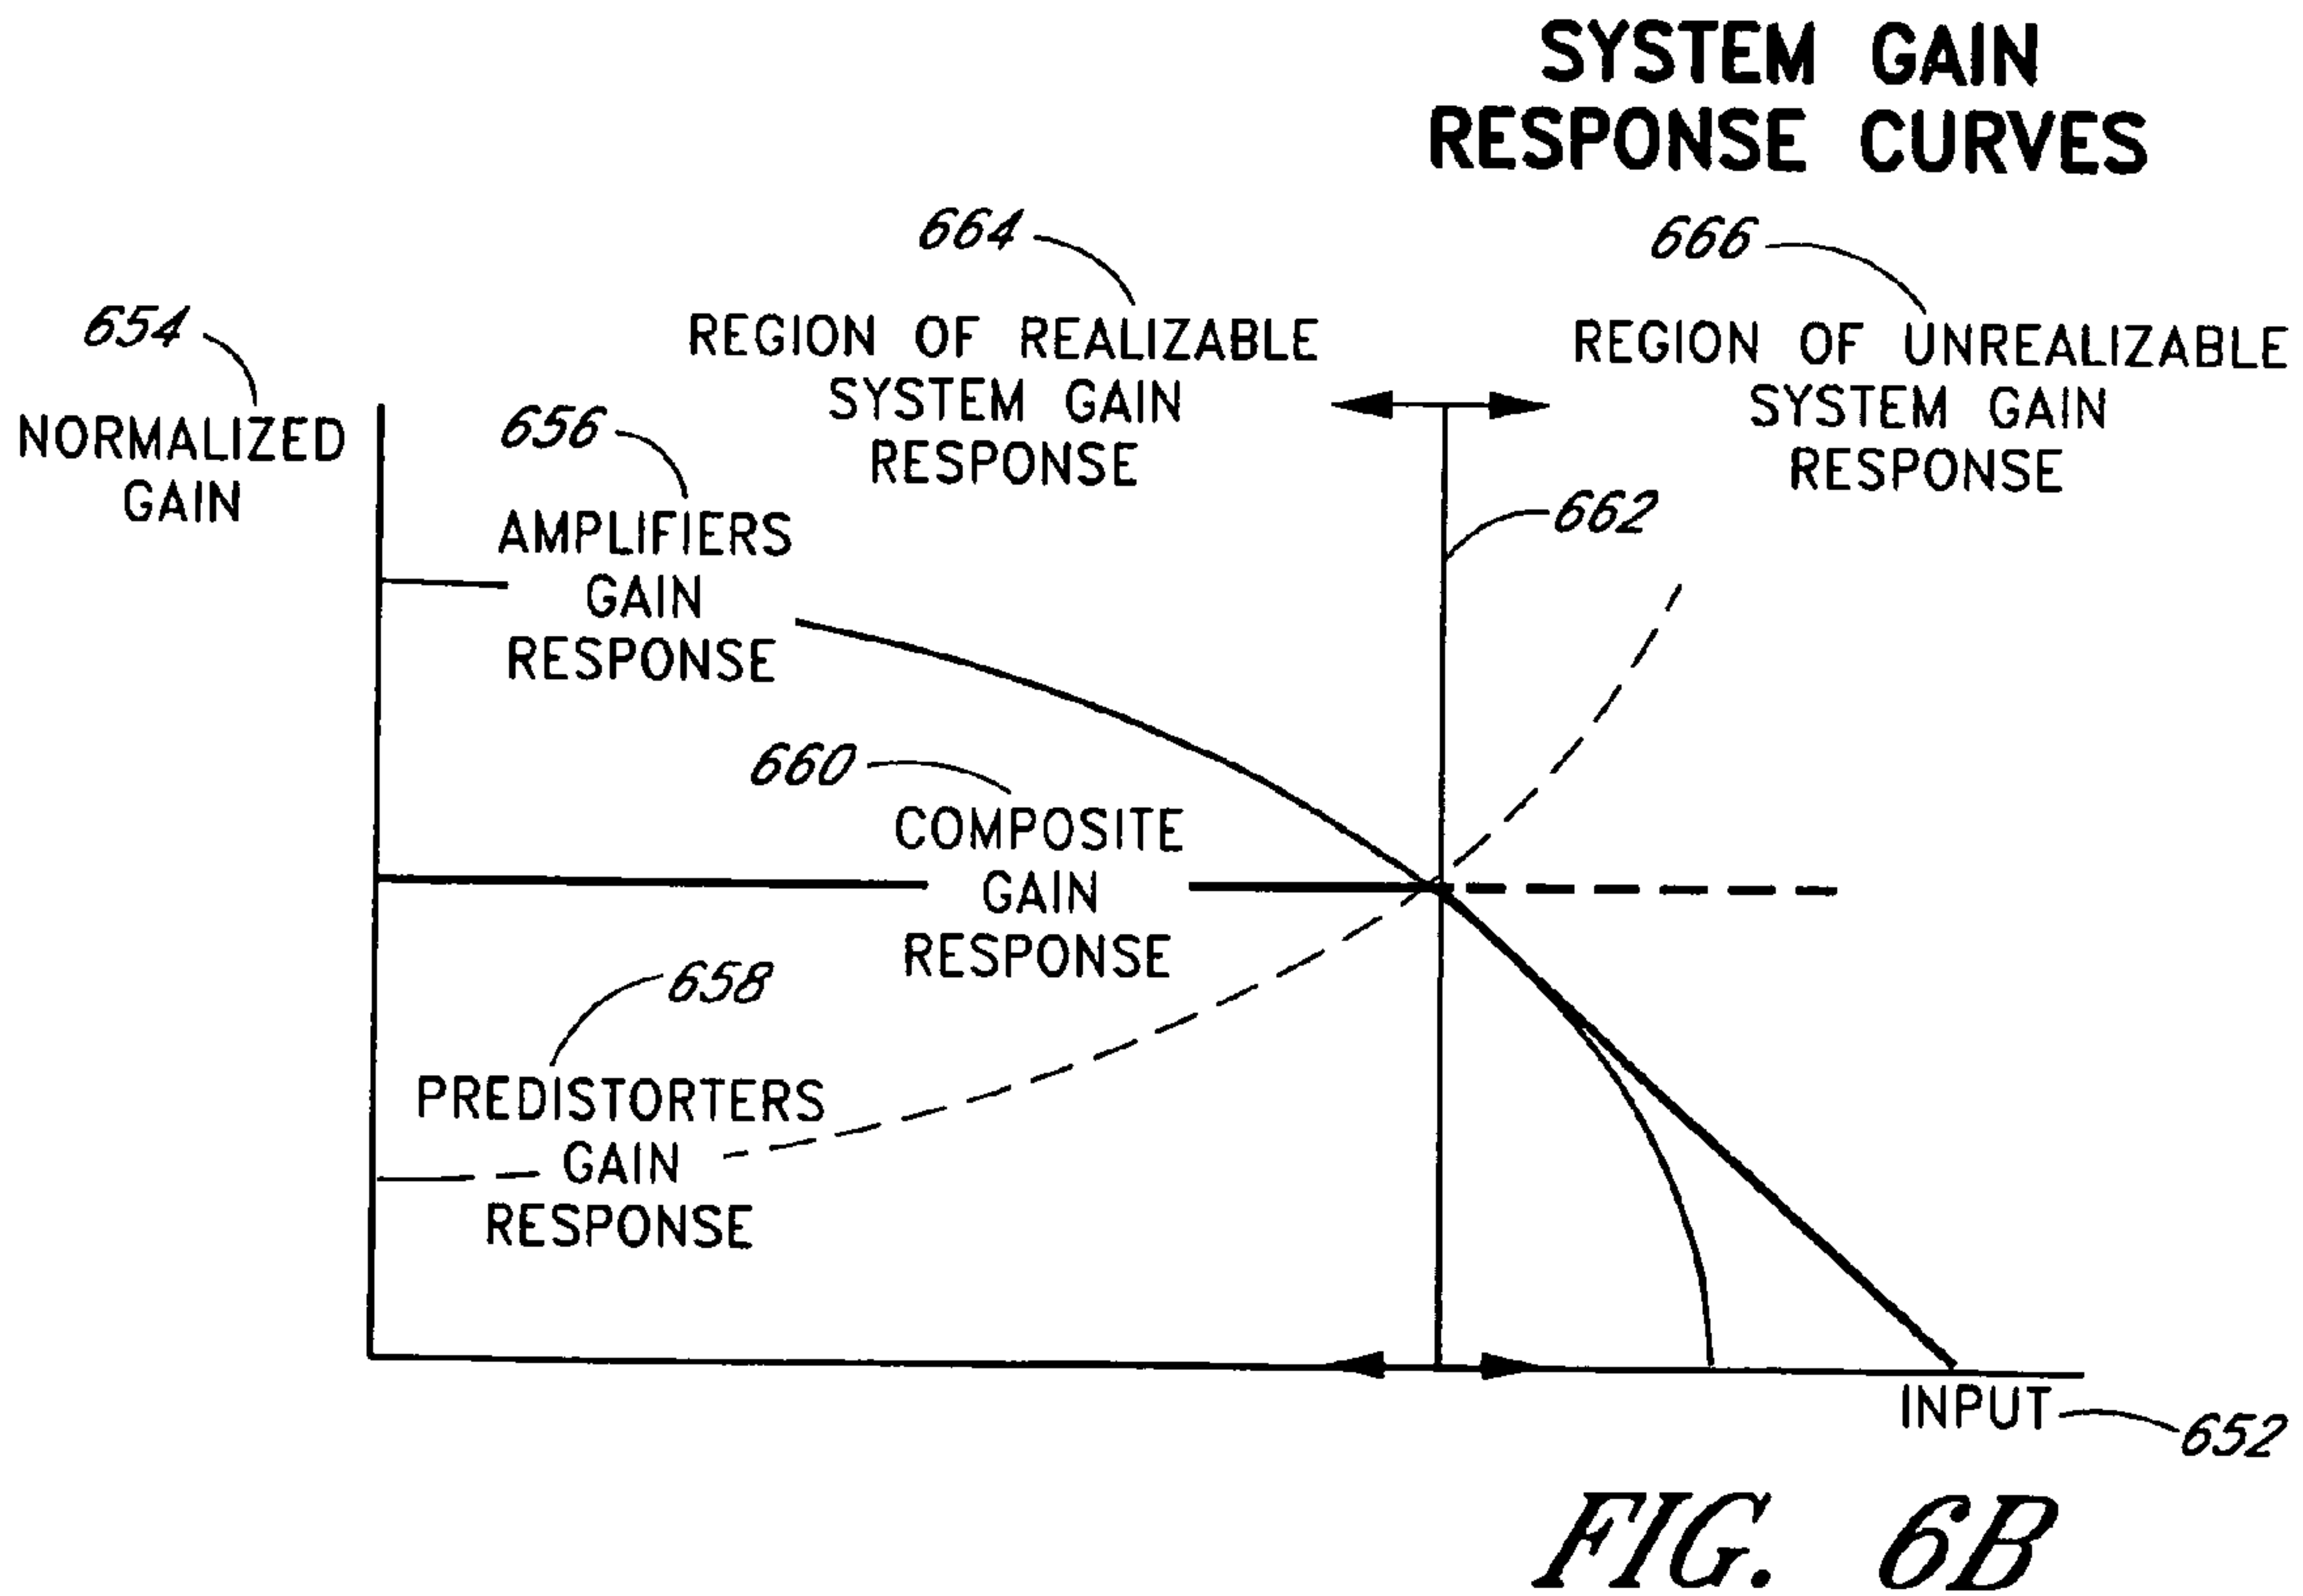 SYSTEM GAIN
RESPONSE CURVES
664
666
654
REGION OF REALIZABLE
SYSTEM GAIN
RESPONSE
REGION OF UNREALIZABLE
SYSTEM GAIN
RESPONSE
NORMALIZED
GAIN
656
662
AMPLIFIERS
GAIN
RESPONSE
660
COMPOSITE
GAIN
RESPONSE
658
PREDISTORTERS
GAIN
RESPONSE
INPUT
652
FIG. 6B